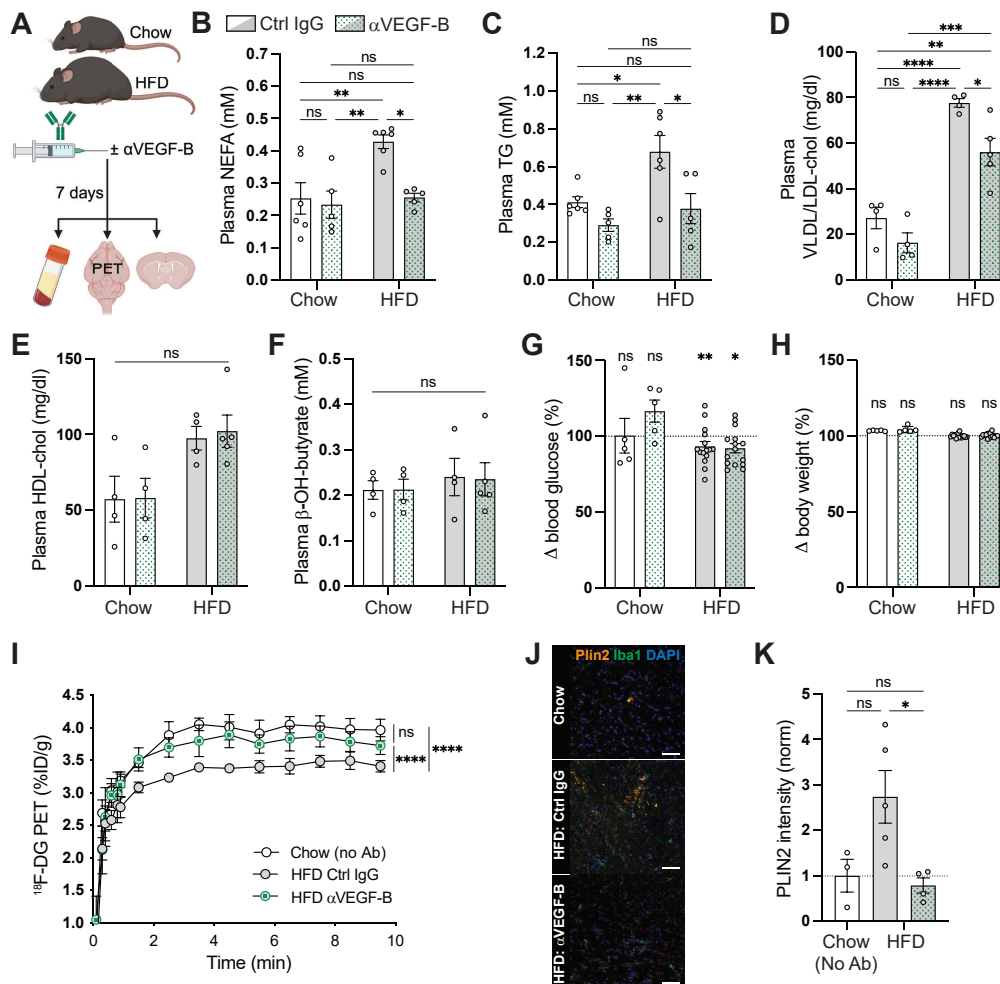 A
Chow
HFD
± αVEGF-B
7 days
PET
Ctrl IgG
αVEGF-B
B
Plasma NEFA (mM)
0.6
0.5
0.4
0.3
0.2
0.1
0.0
ns
ns
**
ns
**
*
Chow
HFD
C
Plasma TG (mM)
1.2
1.0
0.8
0.6
0.4
0.2
0.0
ns
ns
*
ns
**
*
Chow
HFD
D
Plasma
VLDL/LDL-chol (mg/dl)
100
80
60
40
20
0
***
**
****
ns
****
*
Chow
HFD
E
Plasma HDL-chol (mg/dl)
150
100
50
0
ns
Chow
HFD
F
Plasma β-OH-butyrate (mM)
0.5
0.4
0.3
0.2
0.1
0.0
ns
Chow
HFD
G
Δ blood glucose (%)
150
100
50
0
ns
ns
**
*
Chow
HFD
H
Δ body weight (%)
150
100
50
0
ns
ns
ns
ns
Chow
HFD
I
18F-DG PET (%ID/g)
4.5
4.0
3.5
3.0
2.5
2.0
1.5
1.0
0
2
4
6
8
10
Time (min)
ns
****
****
Chow (no Ab)
HFD Ctrl IgG
HFD αVEGF-B
J
Plin2 Iba1 DAPI
Chow
HFD: Ctrl IgG
HFD: αVEGF-B
K
PLIN2 intensity (norm)
5
4
3
2
1
0
ns
ns
*
Chow
(No Ab)
HFD